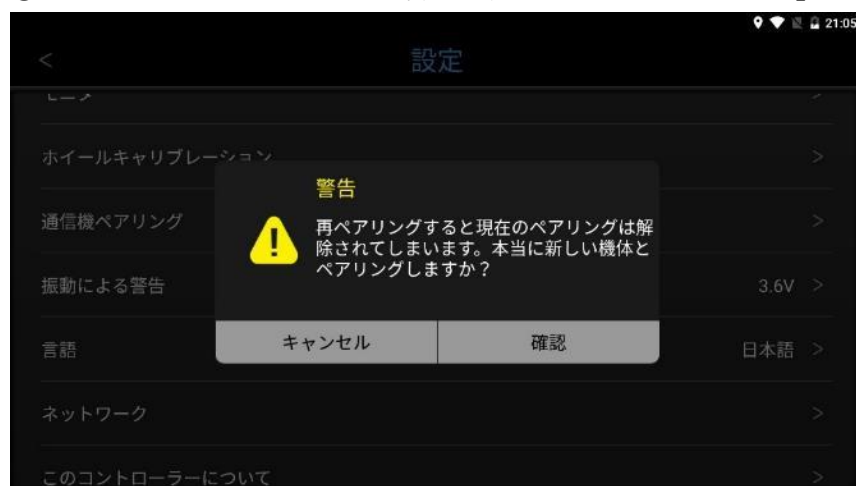 21:05
<
設定
モニタ
>
ホイールキャリブレーション
>
通信機ペアリング
>
振動による警告
3.6V >
言語
日本語 >
ネットワーク
>
このコントローラーについて
>
警告
再ペアリングすると現在のペアリングは解
除されてしまいます。本当に新しい機体と
ペアリングしますか？
キャンセル
確認